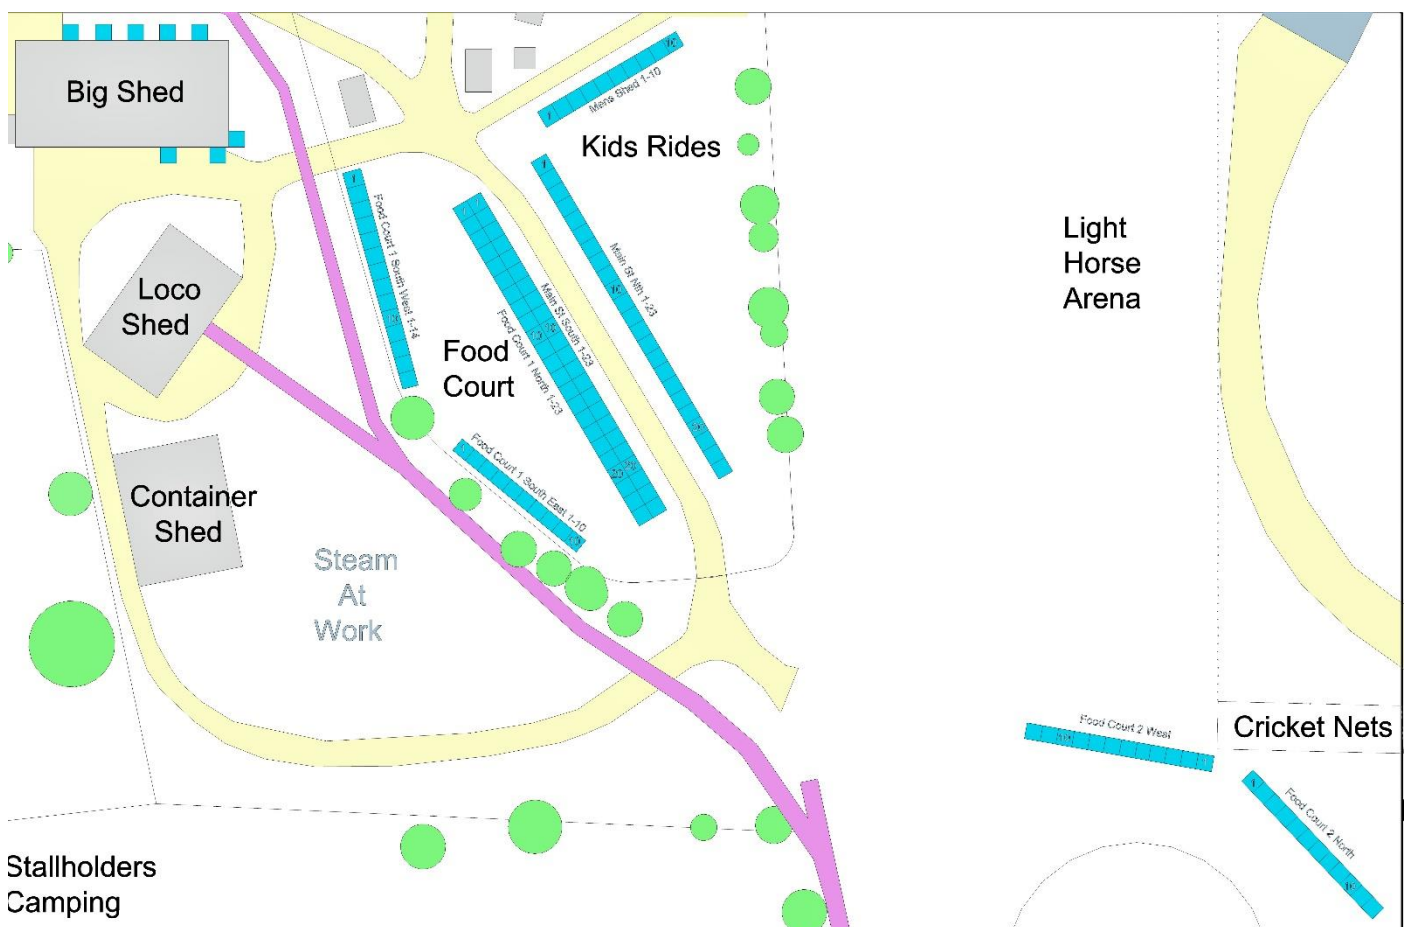 Big Shed
Mens Shed 1-10
Kids Rides
Food Court 1 South West 1-14
Main St Nth 1-23
Main St South 1-23
Food Court 1 North 1-23
Light
Horse
Arena
Loco
Shed
Food
Court
Food Court 1 South East 1-10
Container
Shed
Steam
At
Work
Food Court 2 West
Cricket Nets
Food Court 2 North
Stallholders
Camping